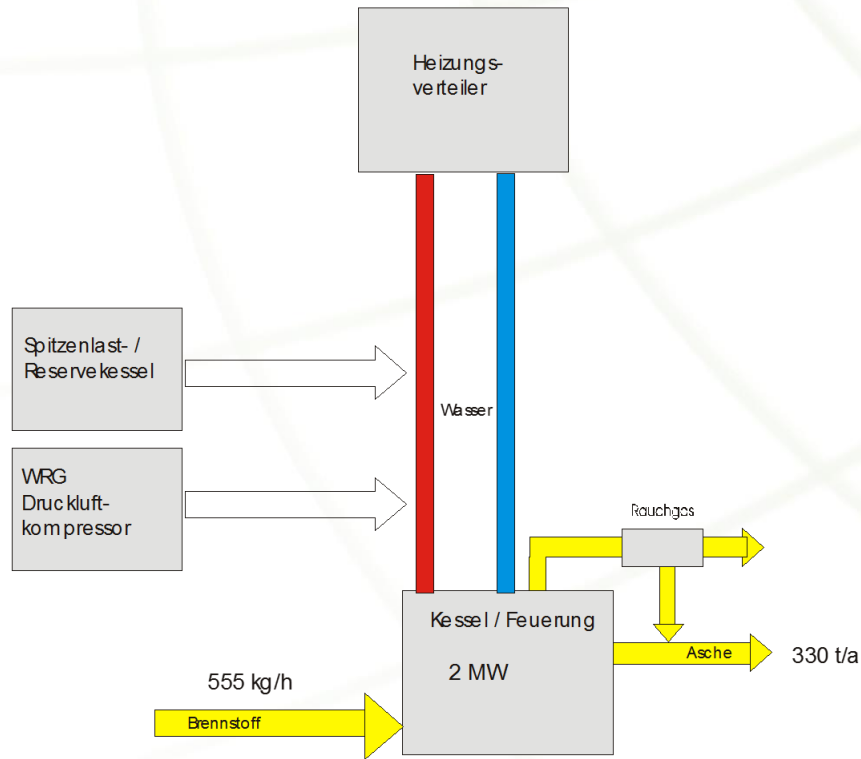 Heizungs-
verteiler
Spitzenlast- /
Reservekessel
Wasser
WRG
Druckluft-
kompressor
Rauchgas
Kessel / Feuerung
2 MW
Asche
330 t/a
555 kg/h
Brennstoff